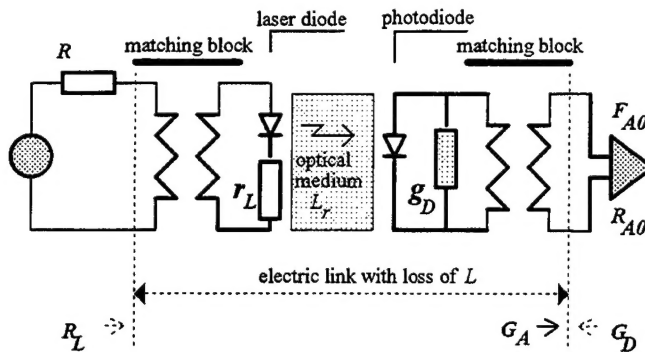 laser diode
photodiode
R
matching block
matching block
F_A0
optical
medium
L_r
r_L
g_D
R_A0
electric link with loss of L
R_L
G_A
G_D